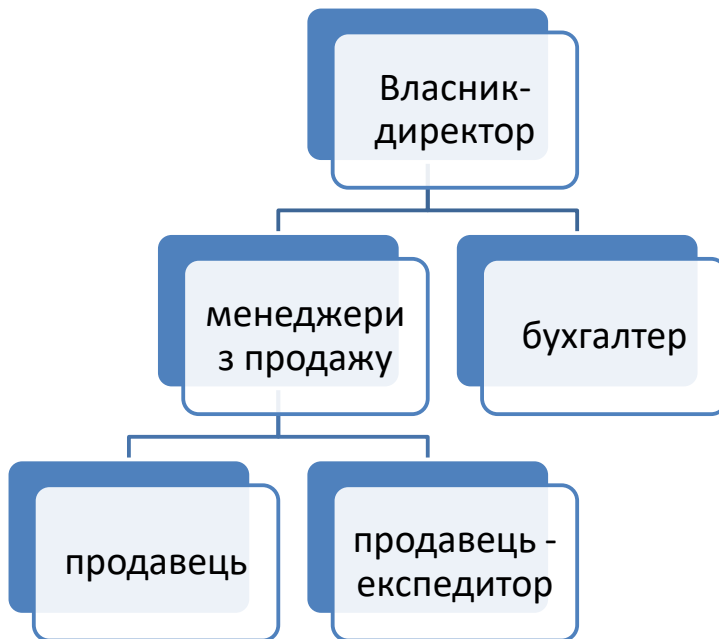 Власник-
директор
менеджери
з продажу
бухгалтер
продавець
продавець -
експедитор